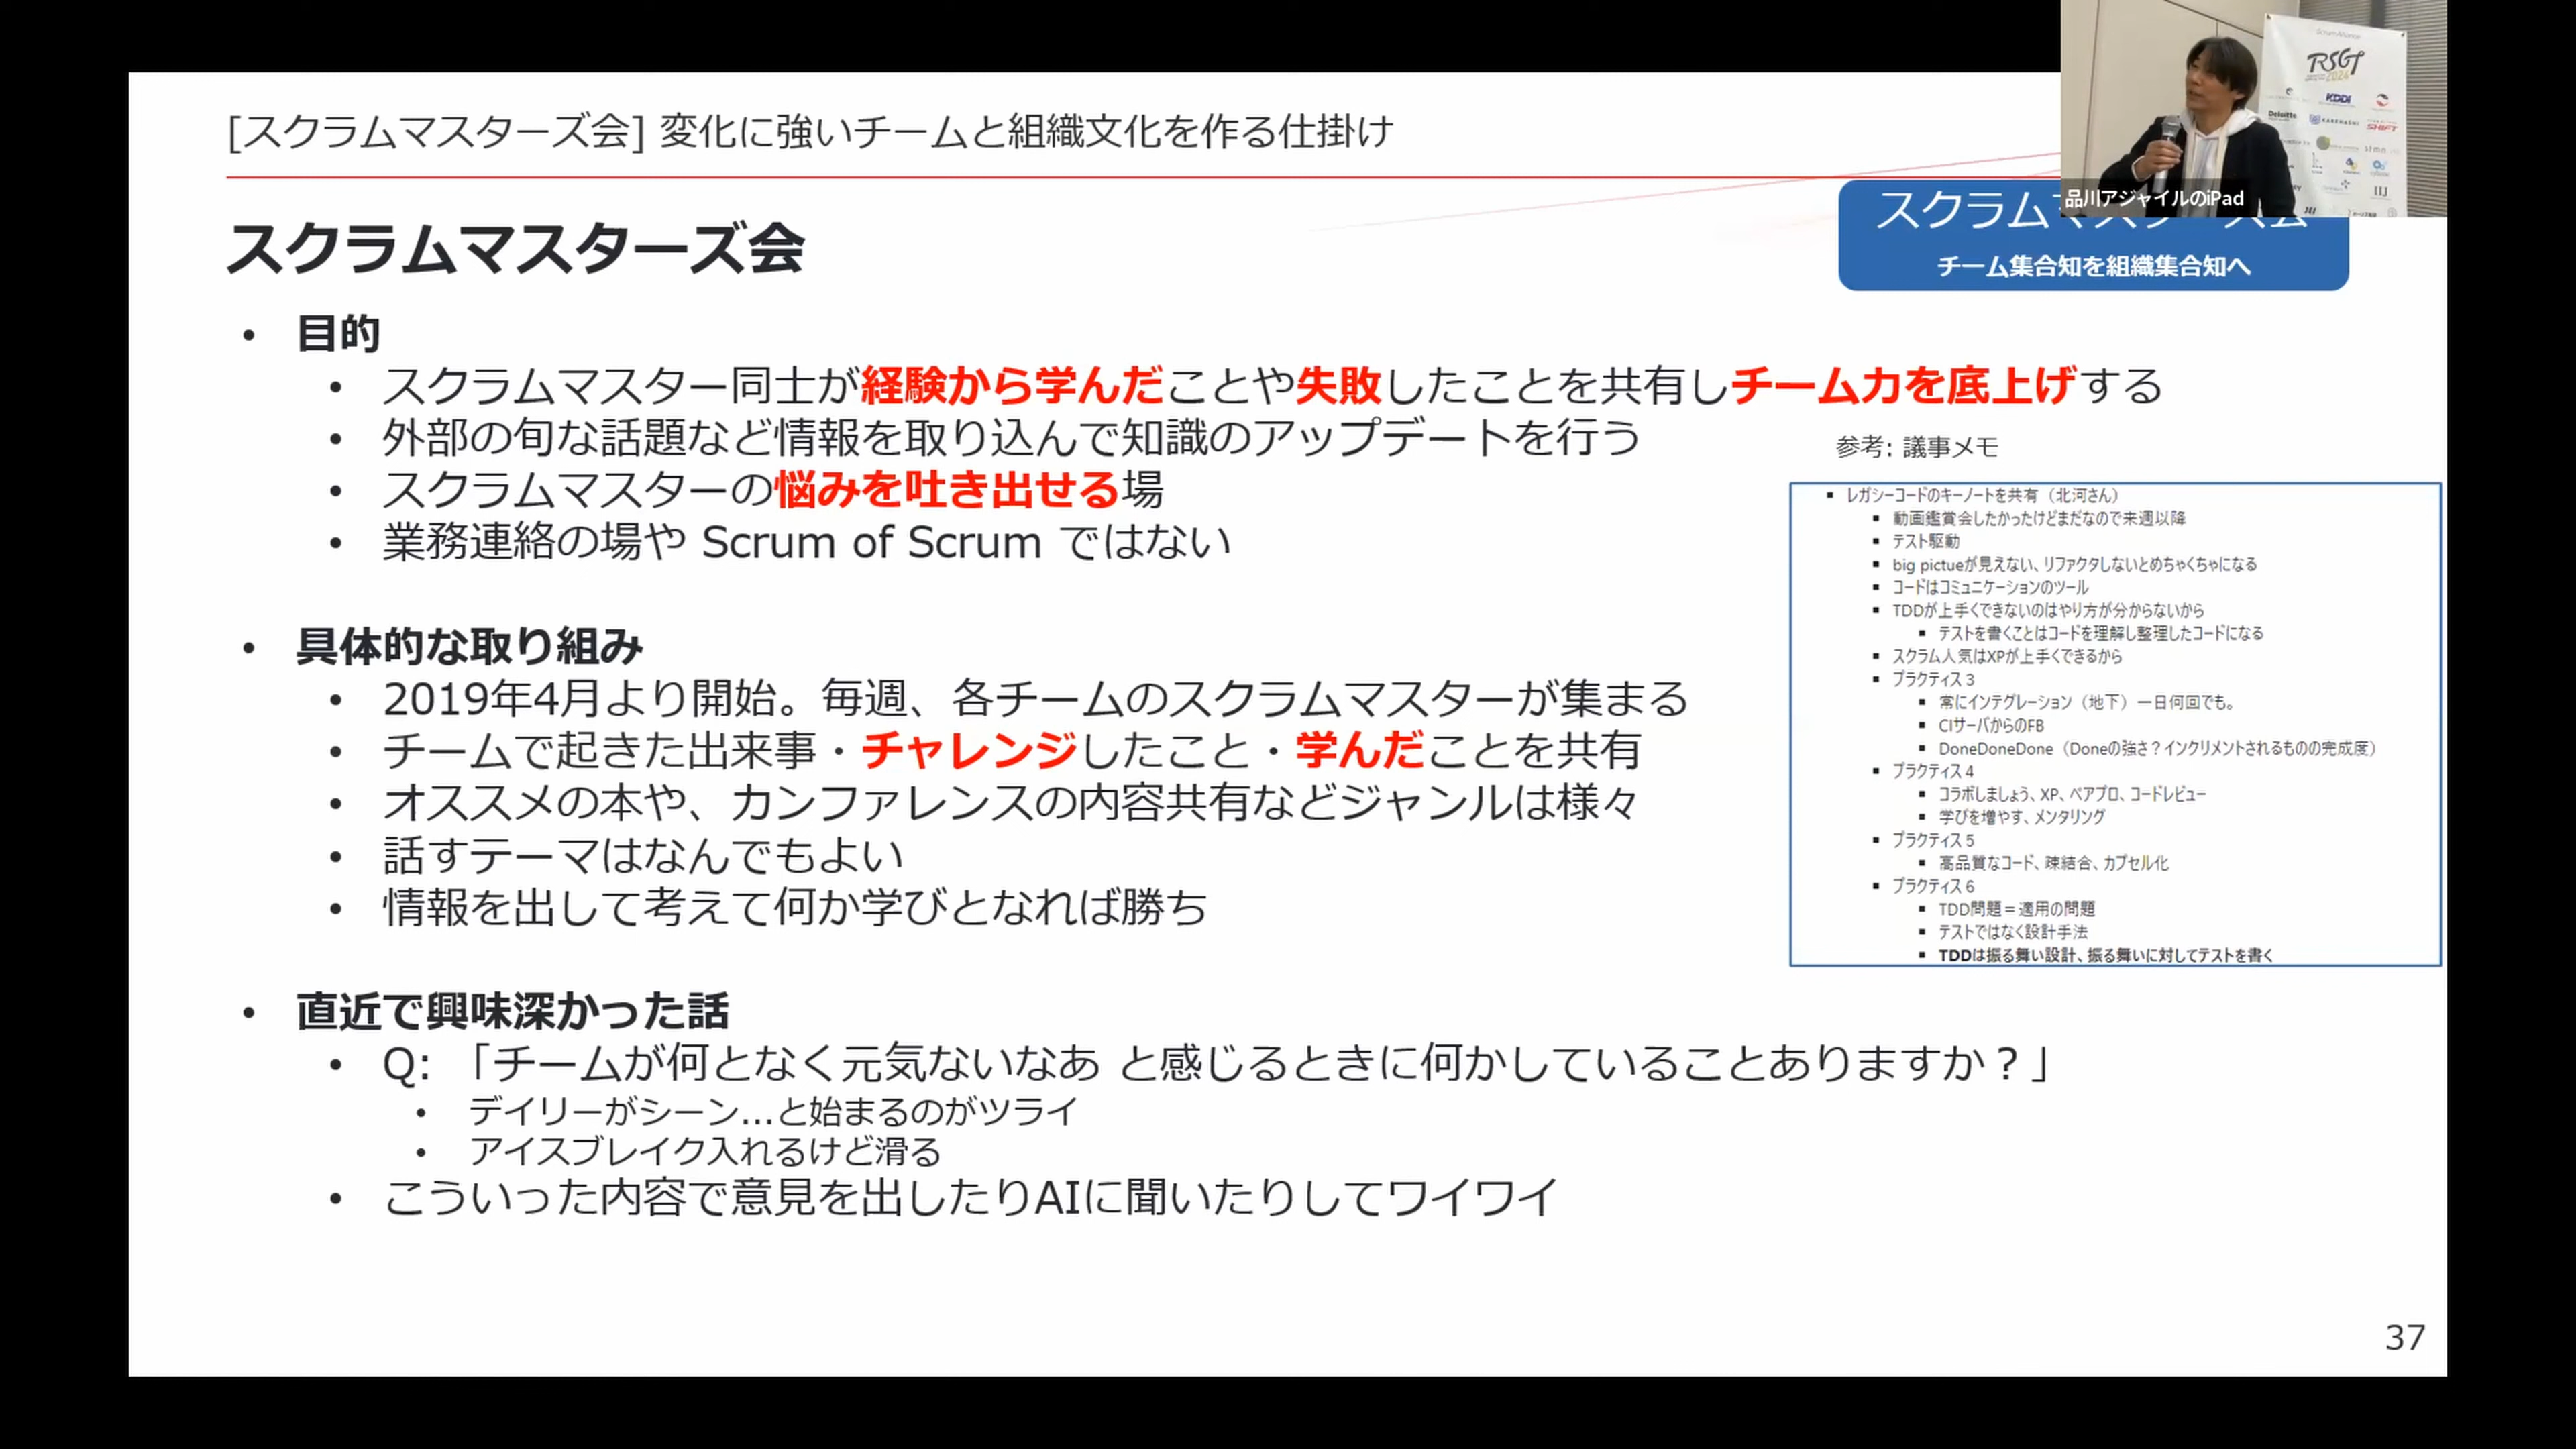 [スクラムマスターズ会] 変化に強いチームと組織文化を作る仕掛け
RSGT
2024
Deloitte
KDDI
KAKEHASHI
SHIFT
IIJ
品川アジャイルのiPad
スクラムマスターズ会
チーム集合知を組織集合知へ
スクラムマスターズ会
• 目的
• スクラムマスター同士が経験から学んだことや失敗したことを共有しチーム力を底上げする
• 外部の旬な話題など情報を取り込んで知識のアップデートを行う
• スクラムマスターの悩みを吐き出せる場
• 業務連絡の場や Scrum of Scrum ではない
• 具体的な取り組み
• 2019年4月より開始。毎週、各チームのスクラムマスターが集まる
• チームで起きた出来事・チャレンジしたこと・学んだことを共有
• オススメの本や、カンファレンスの内容共有などジャンルは様々
• 話すテーマはなんでもよい
• 情報を出して考えて何か学びとなれば勝ち
• 直近で興味深かった話
• Q: 「チームが何となく元気ないなあ と感じるときに何かしていることありますか？」
• デイリーがシーン...と始まるのがツライ
• アイスブレイク入れるけど滑る
• こういった内容で意見を出したりAIに聞いたりしてワイワイ
参考: 議事メモ
▪ レガシーコードのキーノートを共有（北河さん）
▪ 動画鑑賞会したかったけどまだなので来週以降
▪ テスト駆動
▪ big pictueが見えない、リファクタしないとめちゃくちゃになる
▪ コードはコミュニケーションのツール
▪ TDDが上手くできないのはやり方が分からないから
▪ テストを書くことはコードを理解し整理したコードになる
▪ スクラム人気はXPが上手くできるから
▪ プラクティス３
▪ 常にインテグレーション（地下）一日何回でも。
▪ CIサーバからのFB
▪ DoneDoneDone（Doneの強さ？インクリメントされるものの完成度）
▪ プラクティス４
▪ コラボしましょう、XP、ペアプロ、コードレビュー
▪ 学びを増やす、メンタリング
▪ プラクティス５
▪ 高品質なコード、疎結合、カプセル化
▪ プラクティス６
▪ TDD問題＝適用の問題
▪ テストではなく設計手法
▪ TDDは振る舞い設計、振る舞いに対してテストを書く
37